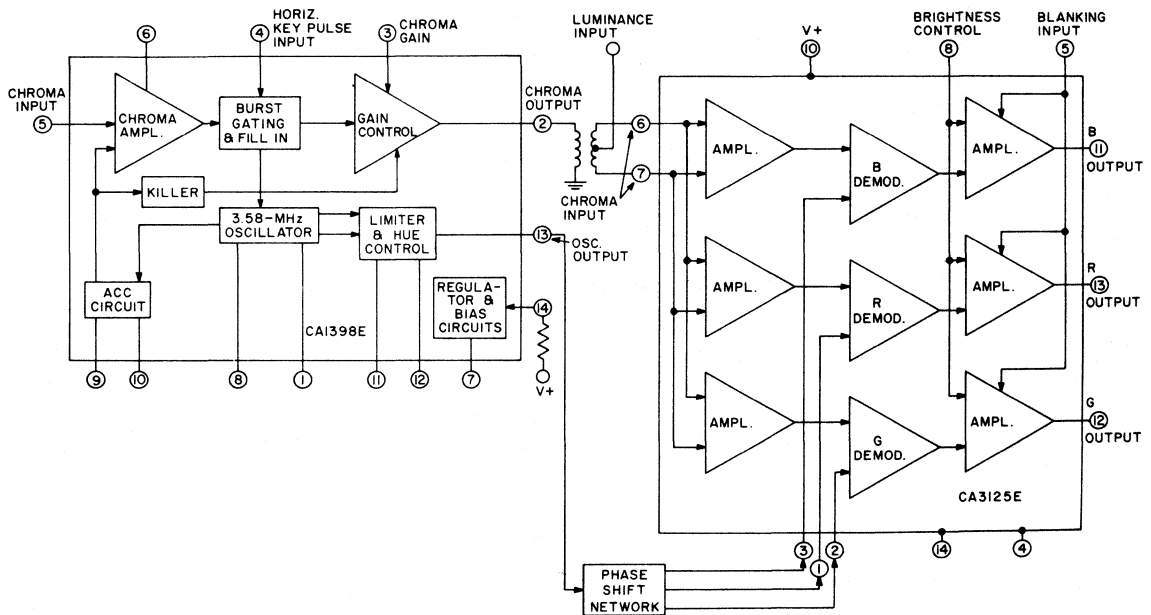 HORIZ.
KEY PULSE
INPUT
6
4
3
CHROMA
GAIN
LUMINANCE
INPUT
V+
10
BRIGHTNESS
CONTROL
8
BLANKING
INPUT
5
CHROMA
INPUT
5
CHROMA
AMPL.
BURST
GATING
& FILL IN
GAIN
CONTROL
CHROMA
OUTPUT
2
6
7
CHROMA
INPUT
KILLER
3.58-MHz
OSCILLATOR
LIMITER
& HUE
CONTROL
13
OSC.
OUTPUT
ACC
CIRCUIT
CA1398E
REGULA-
TOR &
BIAS
CIRCUITS
14
V+
9
10
8
1
11
12
7
AMPL.
B
DEMOD.
AMPL.
B
11
OUTPUT
AMPL.
R
DEMOD.
AMPL.
R
13
OUTPUT
AMPL.
G
DEMOD.
AMPL.
G
12
OUTPUT
CA3125E
3
1
2
14
4
PHASE
SHIFT
NETWORK